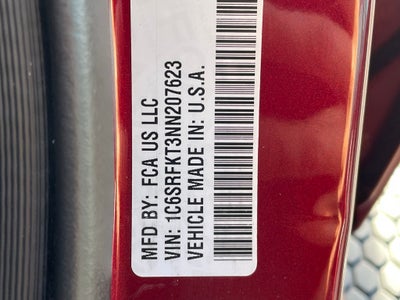 MFD BY: FCA US LLC
VIN: 1C6SRFKT3NN207623
VEHICLE MADE IN: U.S.A.